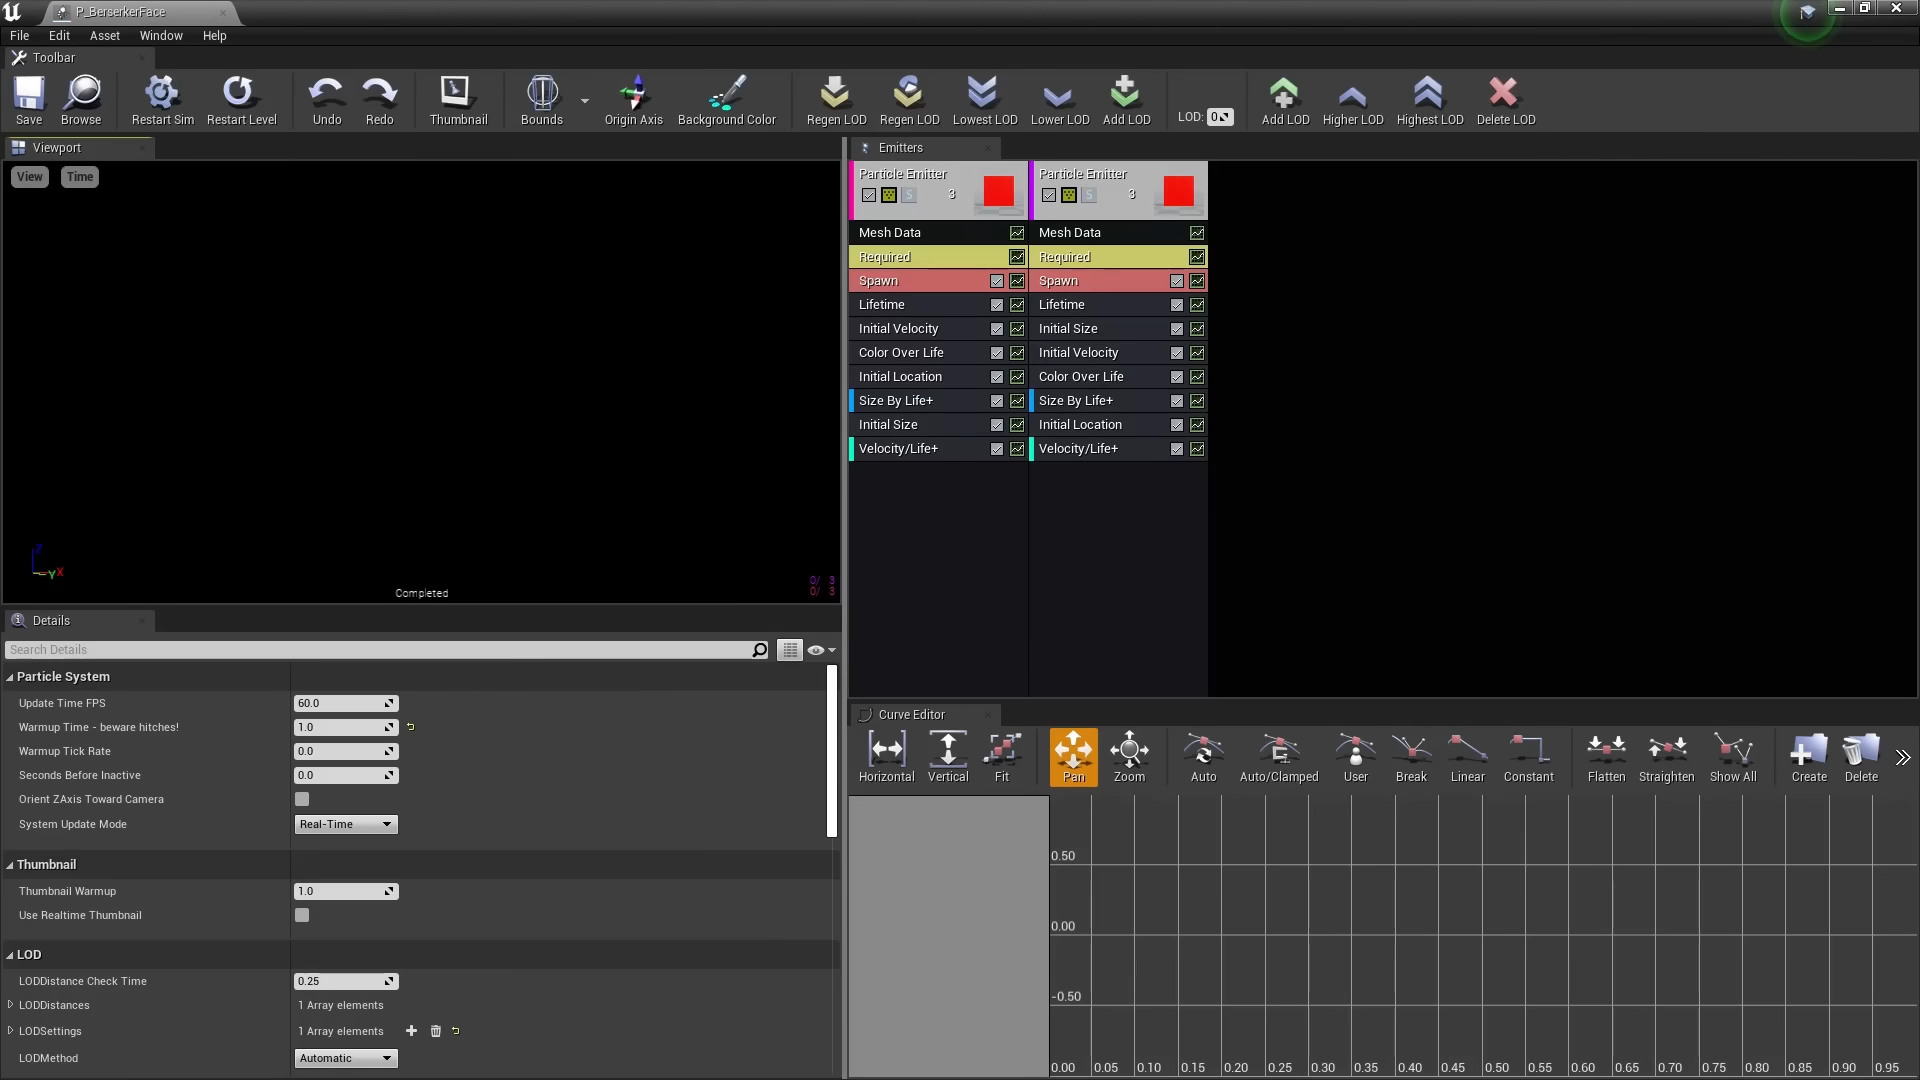 P_BerserkerFace
File Edit Asset Window Help
Toolbar
Save Browse Restart Sim Restart Level Undo Redo Thumbnail Bounds Origin Axis Background Color Regen LOD Regen LOD Lowest LOD Lower LOD Add LOD LOD: 0 Add LOD Higher LOD Highest LOD Delete LOD
Viewport
View Time
Z
Y X
Completed
0/ 3
0/ 3
Emitters
Particle Emitter
S 3
Mesh Data
Required
Spawn
Lifetime
Initial Velocity
Color Over Life
Initial Location
Size By Life+
Initial Size
Velocity/Life+
Particle Emitter
S 3
Mesh Data
Required
Spawn
Lifetime
Initial Size
Initial Velocity
Color Over Life
Size By Life+
Initial Location
Velocity/Life+
Details
Search Details
Particle System
Update Time FPS 60.0
Warmup Time - beware hitches! 1.0
Warmup Tick Rate 0.0
Seconds Before Inactive 0.0
Orient ZAxis Toward Camera
System Update Mode Real-Time
Thumbnail
Thumbnail Warmup 1.0
Use Realtime Thumbnail
LOD
LODDistance Check Time 0.25
LODDistances 1 Array elements
LODSettings 1 Array elements
LODMethod Automatic
Curve Editor
Horizontal Vertical Fit Pan Zoom Auto Auto/Clamped User Break Linear Constant Flatten Straighten Show All Create Delete
0.50
0.00
-0.50
0.00 0.05 0.10 0.15 0.20 0.25 0.30 0.35 0.40 0.45 0.50 0.55 0.60 0.65 0.70 0.75 0.80 0.85 0.90 0.95